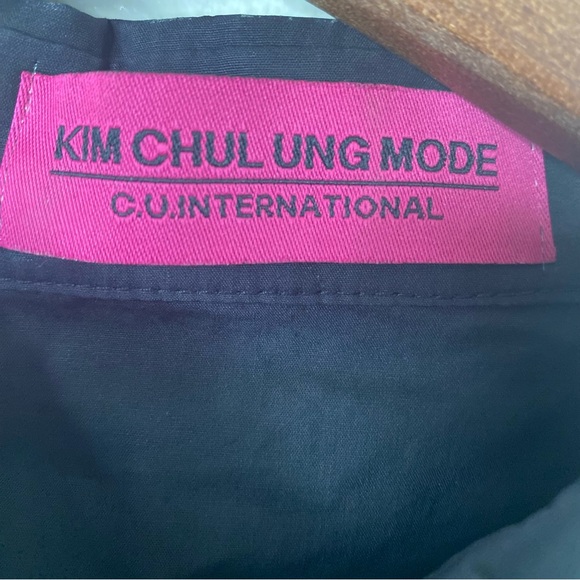 KIM CHUL UNG MODE
C.U.INTERNATIONAL